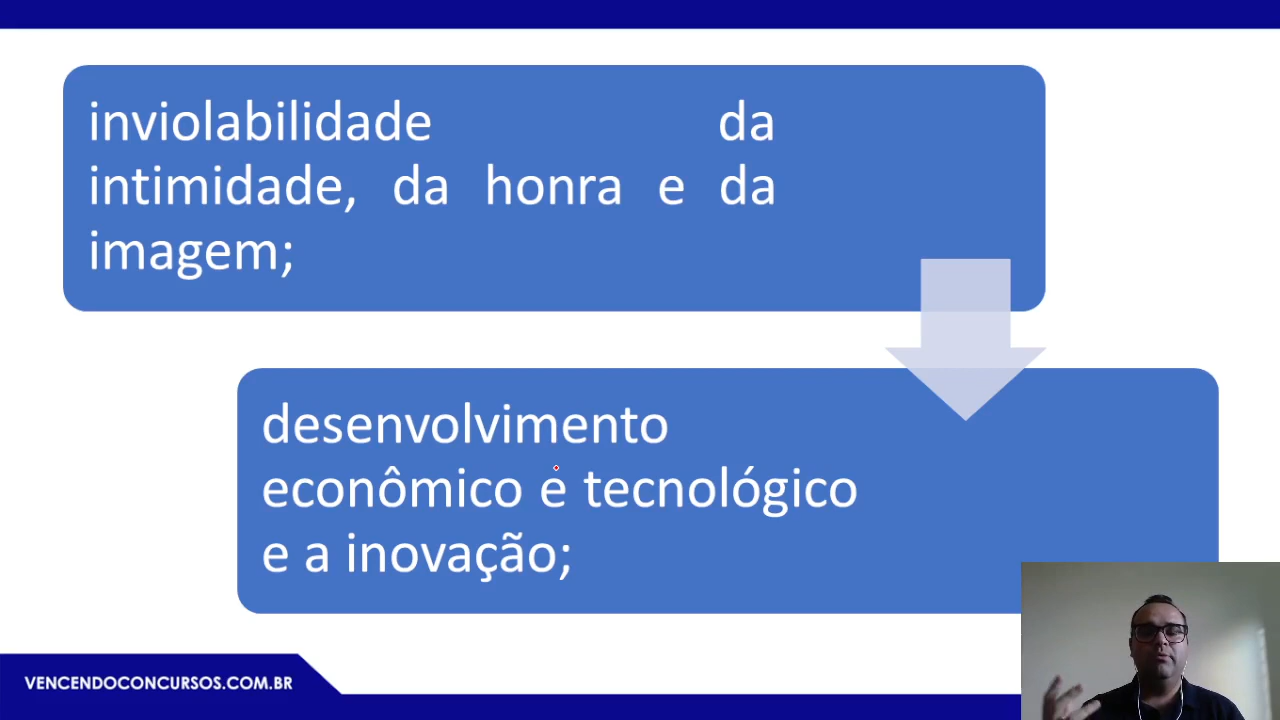 inviolabilidade da
intimidade, da honra e da
imagem;
desenvolvimento
econômico e tecnológico
e a inovação;
VENCENDOCONCURSOS.COM.BR